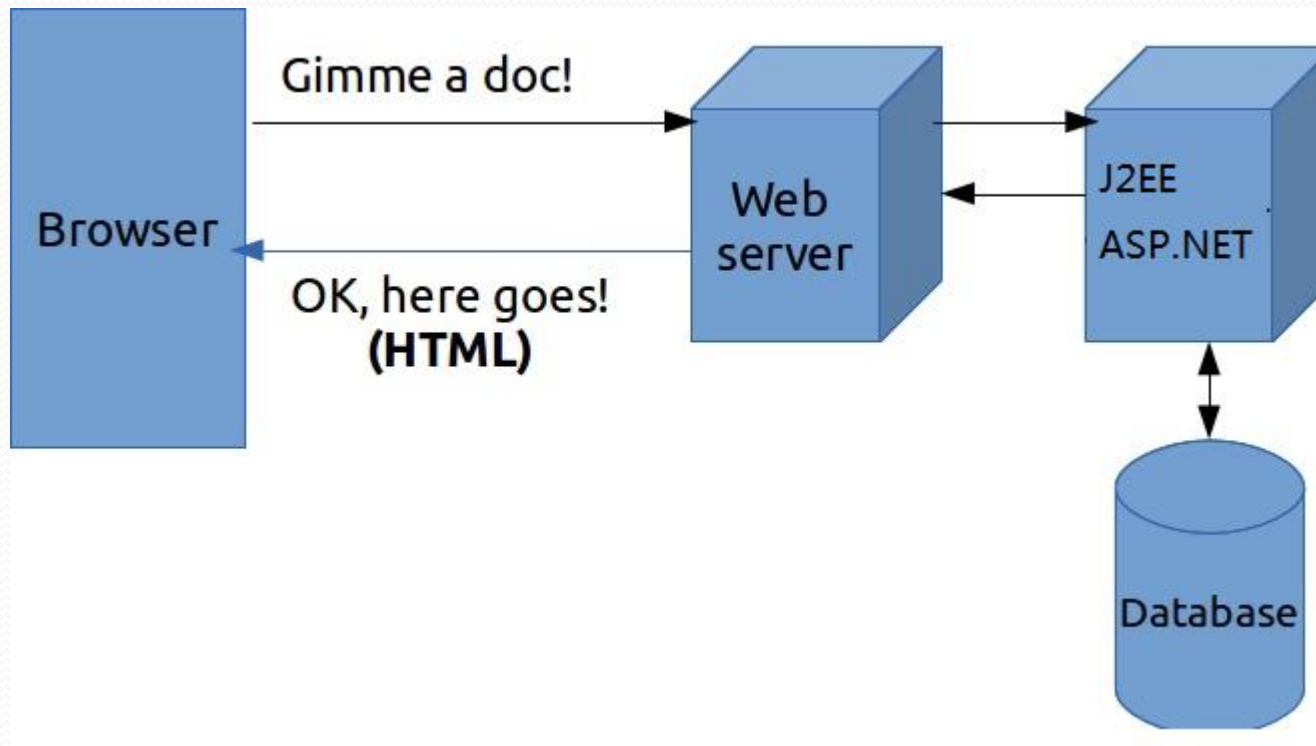 Gimme a doc!
Browser
Web
server
J2EE
ASP.NET
OK, here goes!
(HTML)
Database